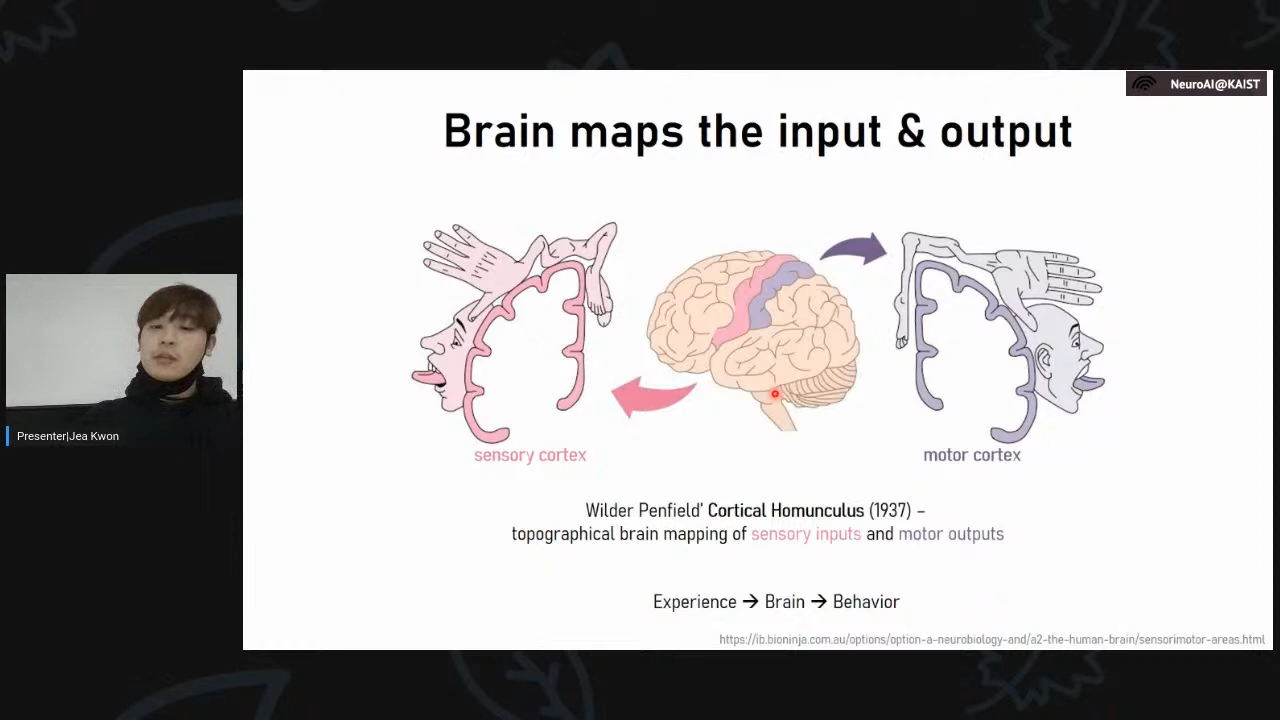 NeuroAI@KAIST
Brain maps the input & output
sensory cortex
motor cortex
Wilder Penfield' Cortical Homunculus (1937) –
topographical brain mapping of sensory inputs and motor outputs
Experience → Brain → Behavior
https://ib.bioninja.com.au/options/option-a-neurobiology-and/a2-the-human-brain/sensorimotor-areas.html
Presenter|Jea Kwon